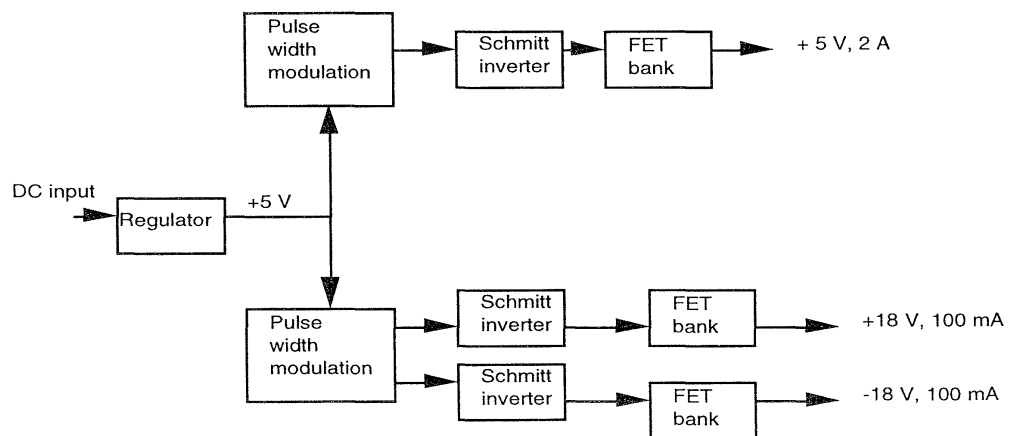 Pulse
width
modulation
Schmitt
inverter
FET
bank
+ 5 V, 2 A
DC input
Regulator
+5 V
Pulse
width
modulation
Schmitt
inverter
FET
bank
+18 V, 100 mA
Schmitt
inverter
FET
bank
-18 V, 100 mA